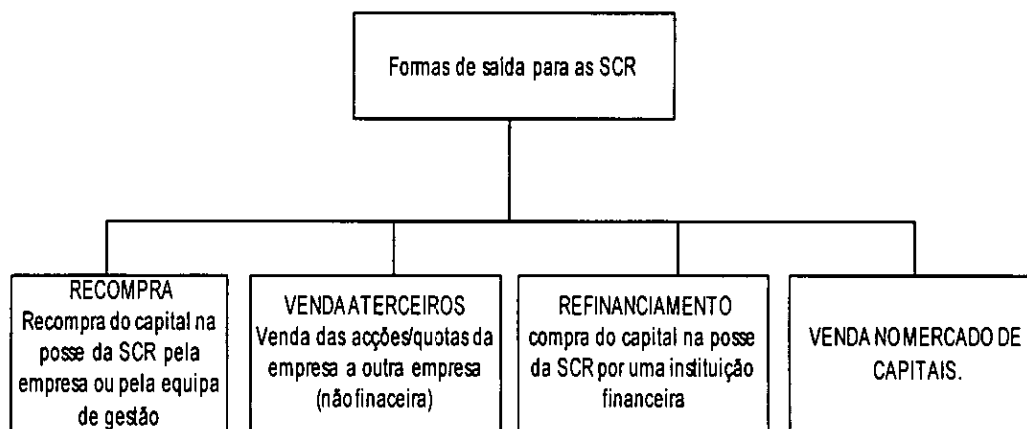 Formas de saída para as SCR
RECOMPRA
Recompra do capital na
posse da SCR pela
empresa ou pela equipa
de gestão
VENDA A TERCEIROS
Venda das acções/quotas da
empresa a outra empresa
(não finaceira)
REFINANCIAMENTO
compra do capital na posse
da SCR por uma instituição
financeira
VENDA NO MERCADO DE
CAPITAIS.